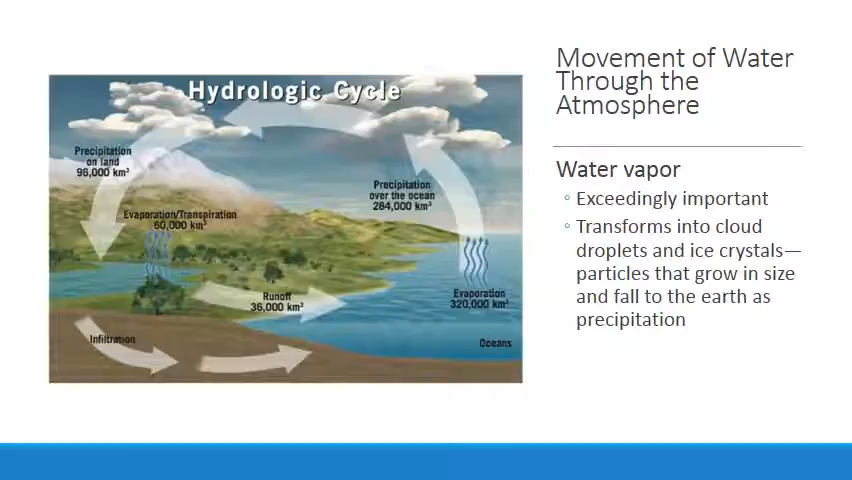 Hydrologic Cycle
Precipitation
on land
96,000 km³
Evaporation/Transpiration
60,000 km³
Precipitation
over the ocean
284,000 km³
Runoff
36,000 km³
Evaporation
320,000 km³
Infiltration
Oceans
Movement of Water
Through the
Atmosphere
Water vapor
◦ Exceedingly important
◦ Transforms into cloud
droplets and ice crystals—
particles that grow in size
and fall to the earth as
precipitation